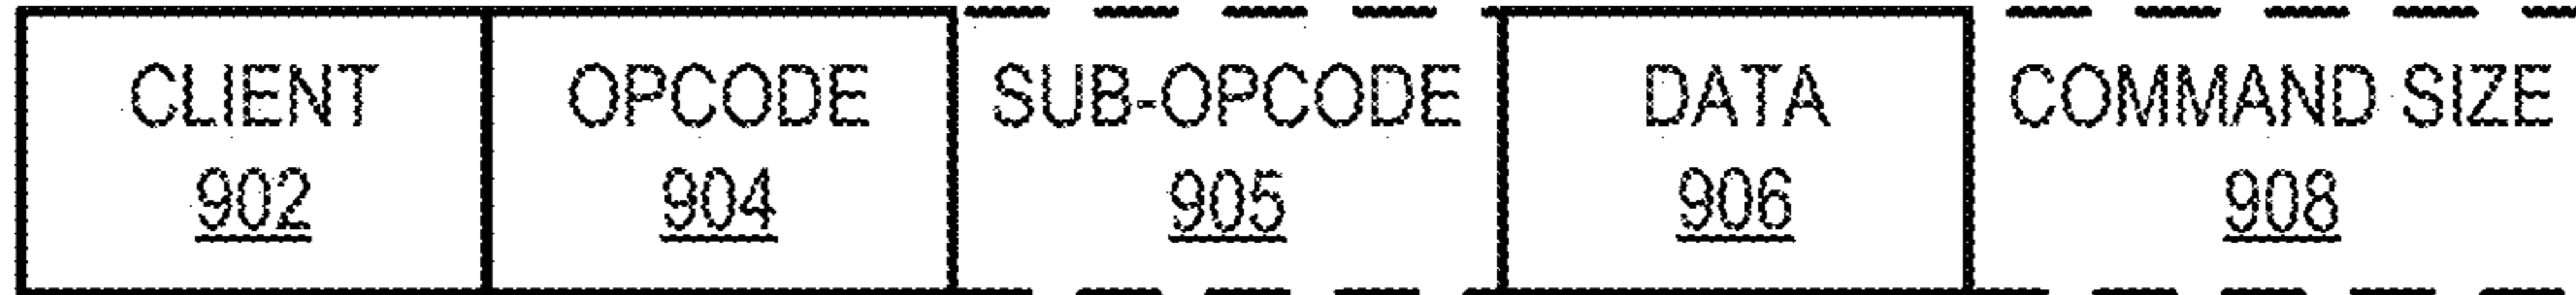 CLIENT OPCODE SUB-OPCODE DATA COMMAND SIZE
902 904 905 906 908